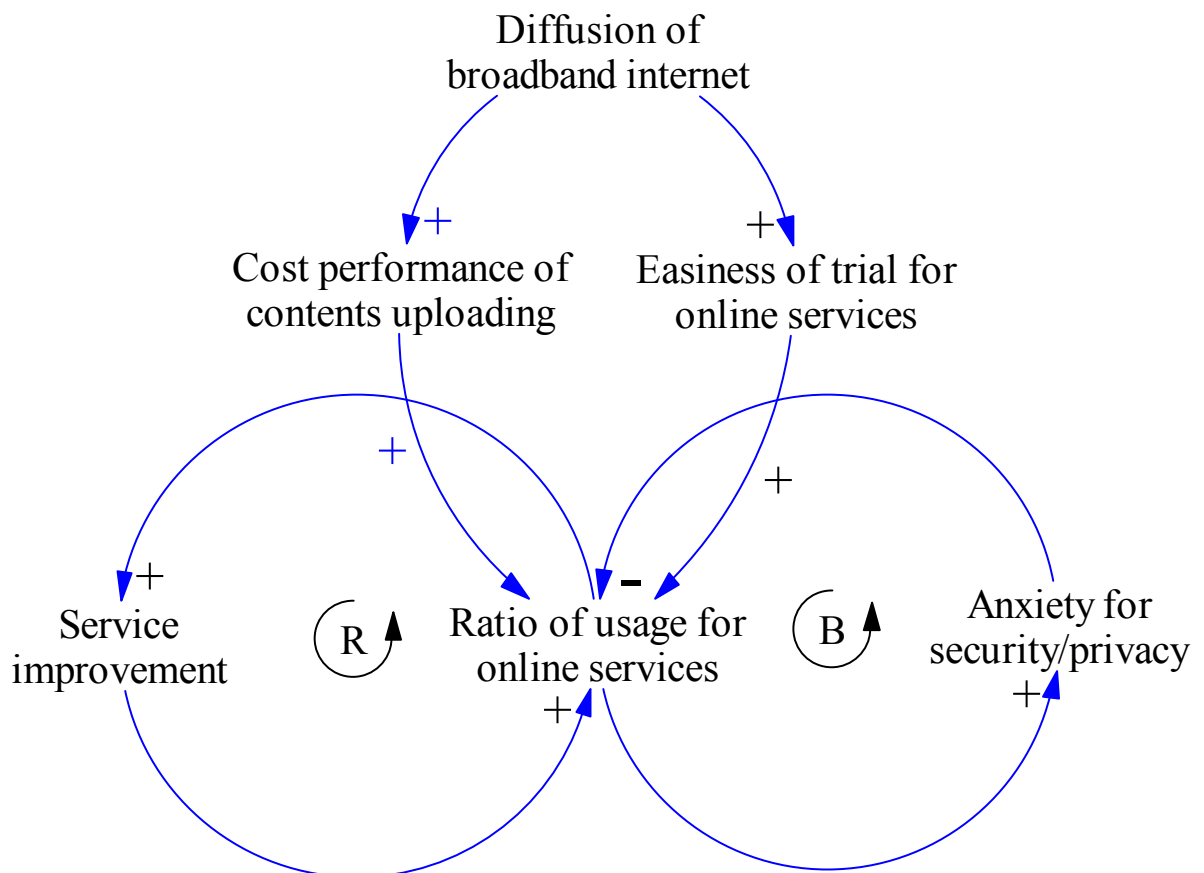 Diffusion of
broadband internet
+
+
Cost performance of
contents uploading
Easiness of trial for
online services
+
+
+
-
Service
improvement
R
Ratio of usage for
online services
B
Anxiety for
security/privacy
+
+